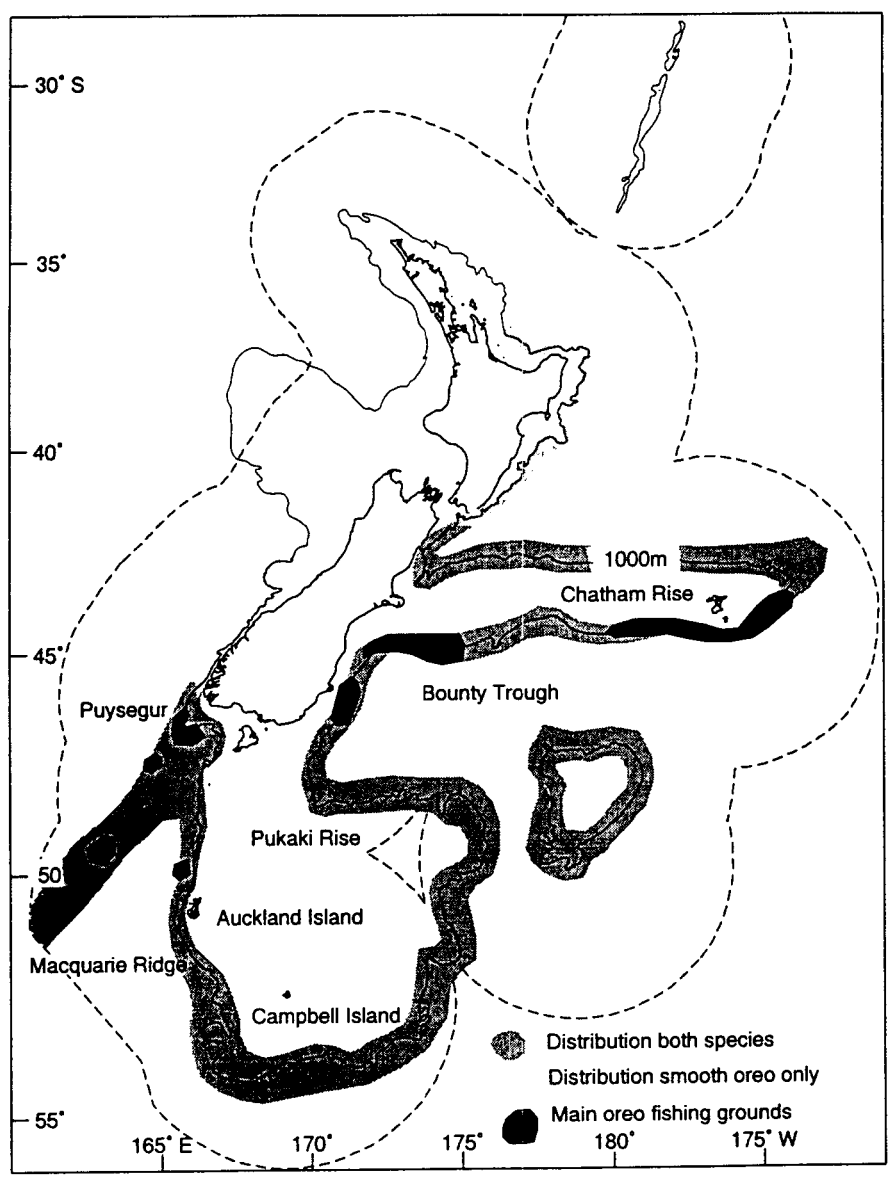 30° S
35°
40°
1000m
Chatham Rise
45°
Bounty Trough
Puysegur
Pukaki Rise
50
Auckland Island
Macquarie Ridge
Campbell Island
Distribution both species
Distribution smooth oreo only
Main oreo fishing grounds
55°
165° E
170°
175°
180°
175° W